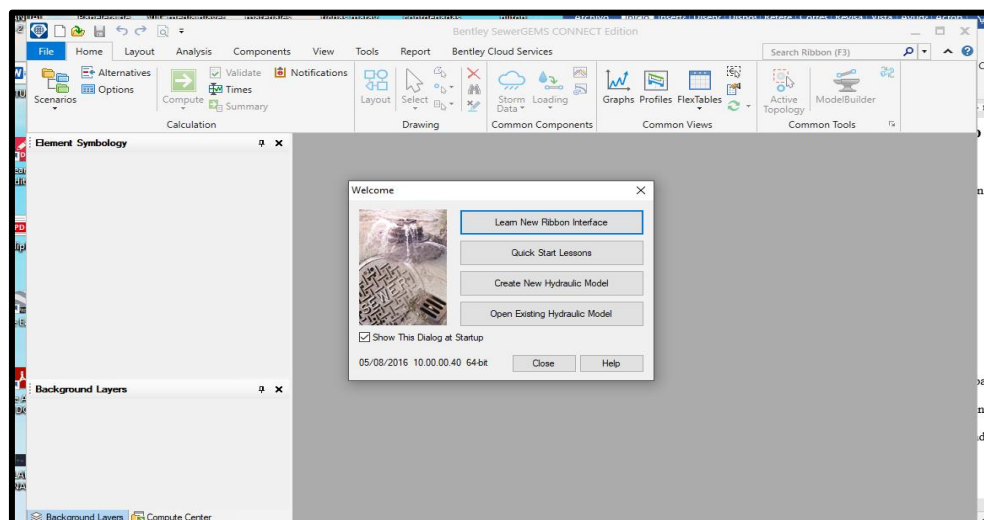 Bentley SewerGEMS CONNECT Edition
File Home Layout Analysis Components View Tools Report Bentley Cloud Services Search Ribbon (F3)
Scenarios
Alternatives
Options
Compute
Validate
Times
Summary
Notifications
Calculation
Layout
Select
Drawing
Storm Data
Loading
Common Components
Graphs
Profiles
FlexTables
Common Views
Active Topology
ModelBuilder
Common Tools
Element Symbology
Background Layers
Background Layers Compute Center
Welcome
SEWER
Learn New Ribbon Interface
Quick Start Lessons
Create New Hydraulic Model
Open Existing Hydraulic Model
Show This Dialog at Startup
05/08/2016 10.00.00.40 64-bit
Close
Help